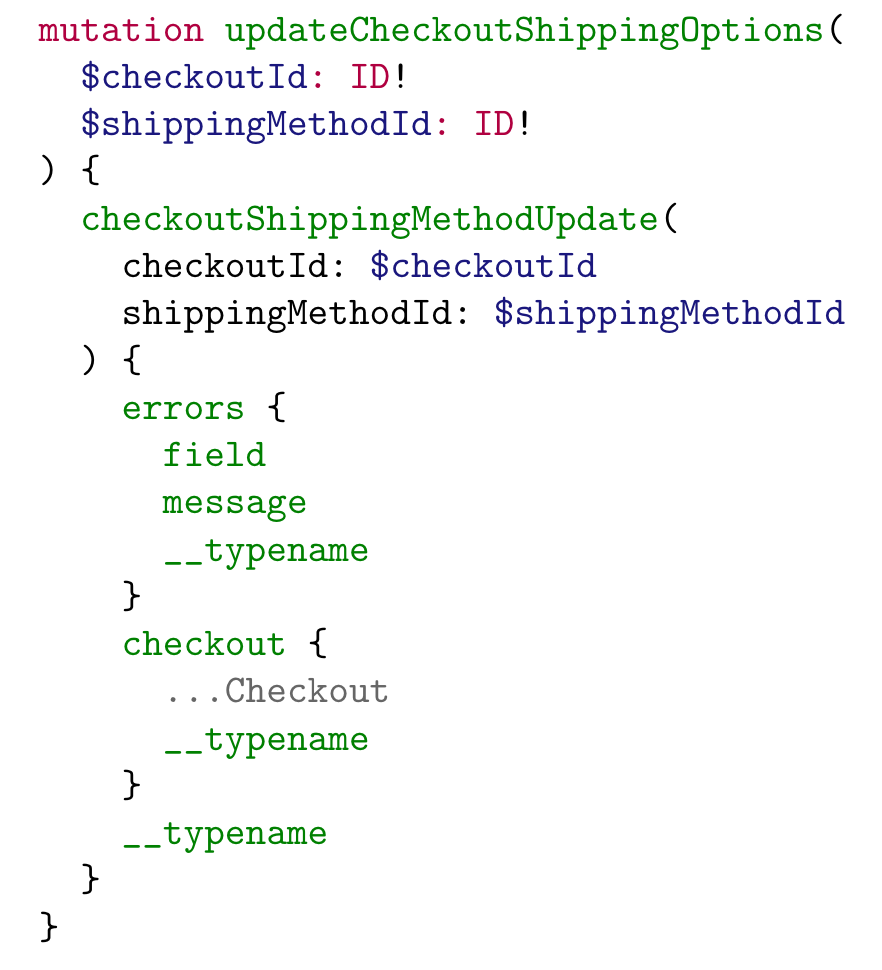 mutation updateCheckoutShippingOptions(
  $checkoutId: ID!
  $shippingMethodId: ID!
) {
  checkoutShippingMethodUpdate(
    checkoutId: $checkoutId
    shippingMethodId: $shippingMethodId
  ) {
    errors {
      field
      message
      __typename
    }
    checkout {
      ...Checkout
      __typename
    }
    __typename
  }
}